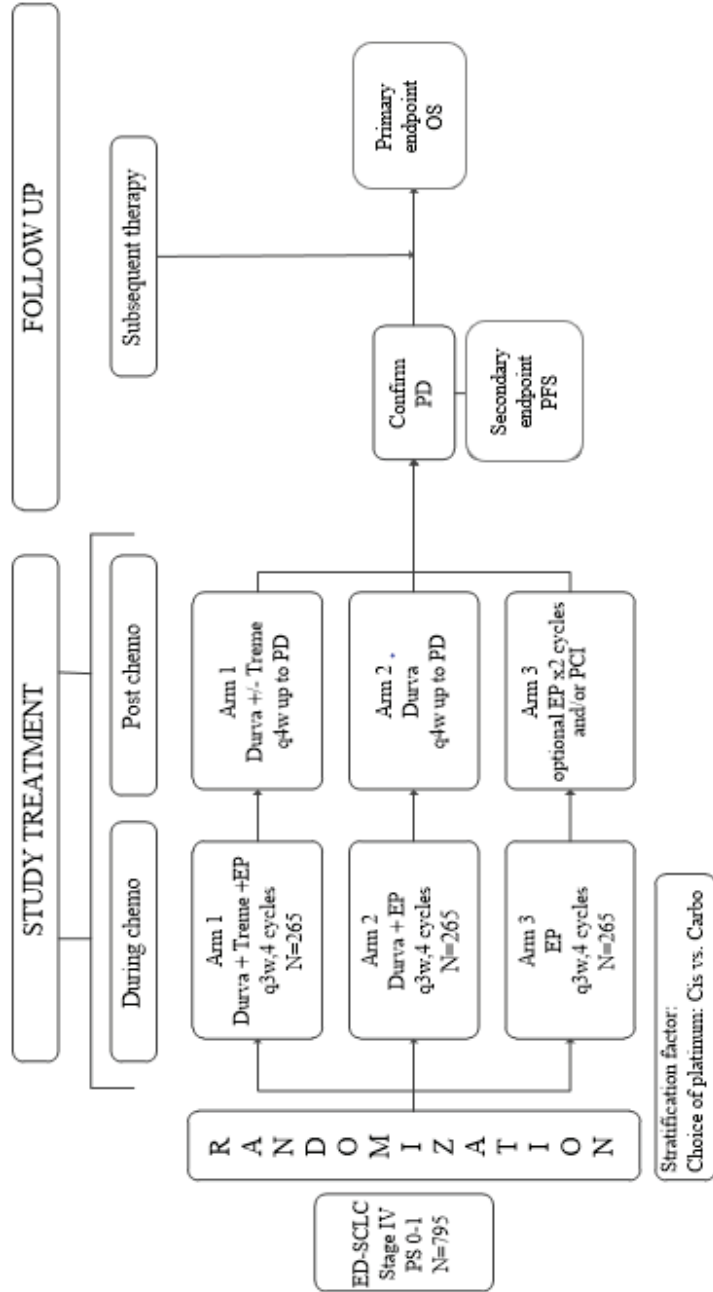 STUDY TREATMENT
FOLLOW UP
During chemo
Post chemo
Subsequent therapy
ED-SCLC
Stage IV
PS 0-1
N=795
R
A
N
D
O
M
I
Z
A
T
I
O
N
Arm 1
Durva + Treme +EP
q3w,4 cycles
N=265
Arm 1
Durva +/- Treme
q4w up to PD
Arm 2
Durva + EP
q3w,4 cycles
N=265
Arm 2
Durva
q4w up to PD
Arm 3
EP
q3w,4 cycles
N=265
Arm 3
optional EP x2 cycles
and/or PCI
Confirm
PD
Secondary
endpoint
PFS
Primary
endpoint
OS
Stratification factor:
Choice of platinum: Cis vs. Carbo